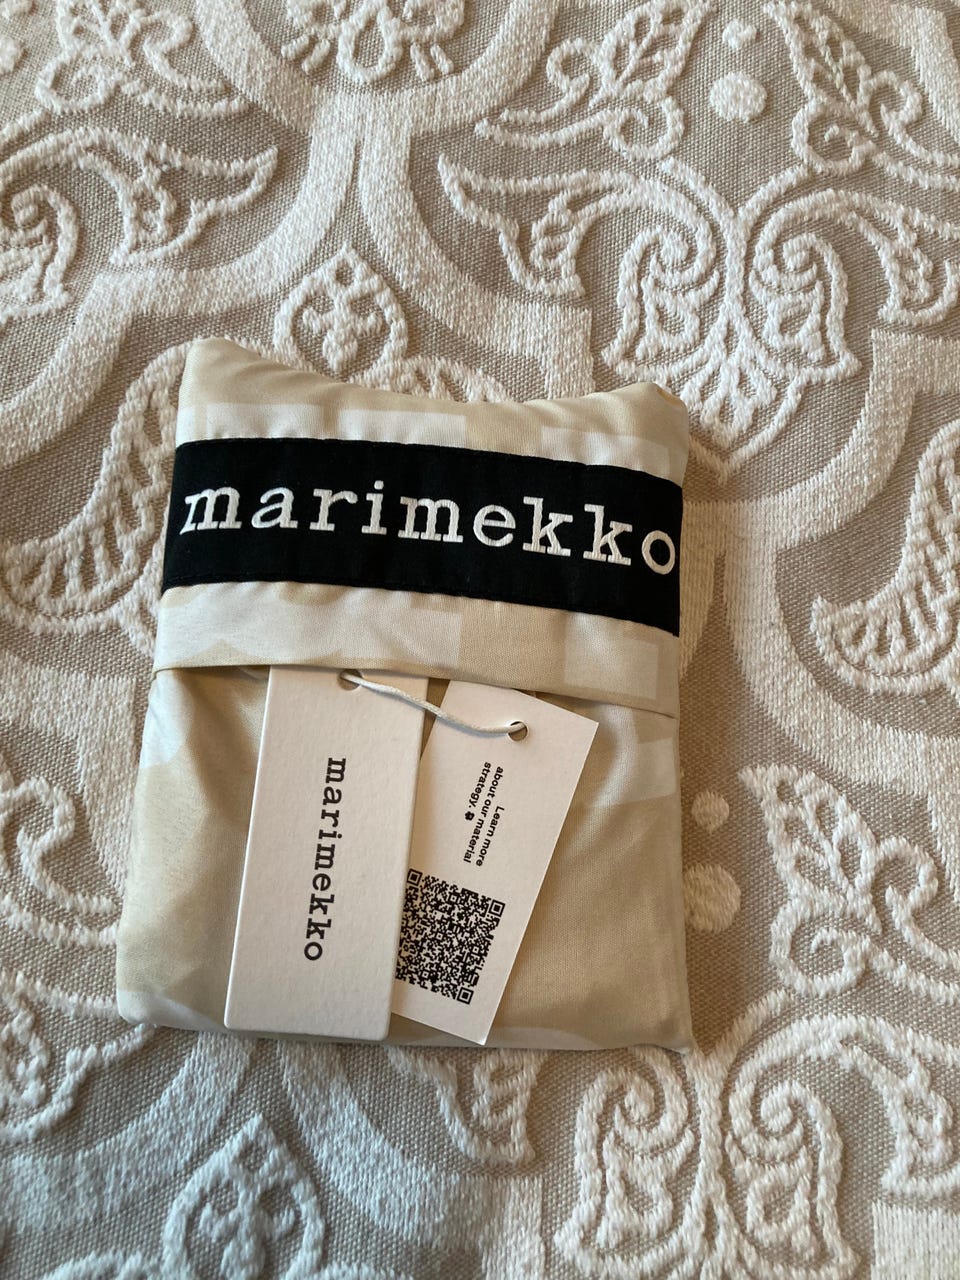 marimekko
marimekko
Learn more
about our material
strategy.